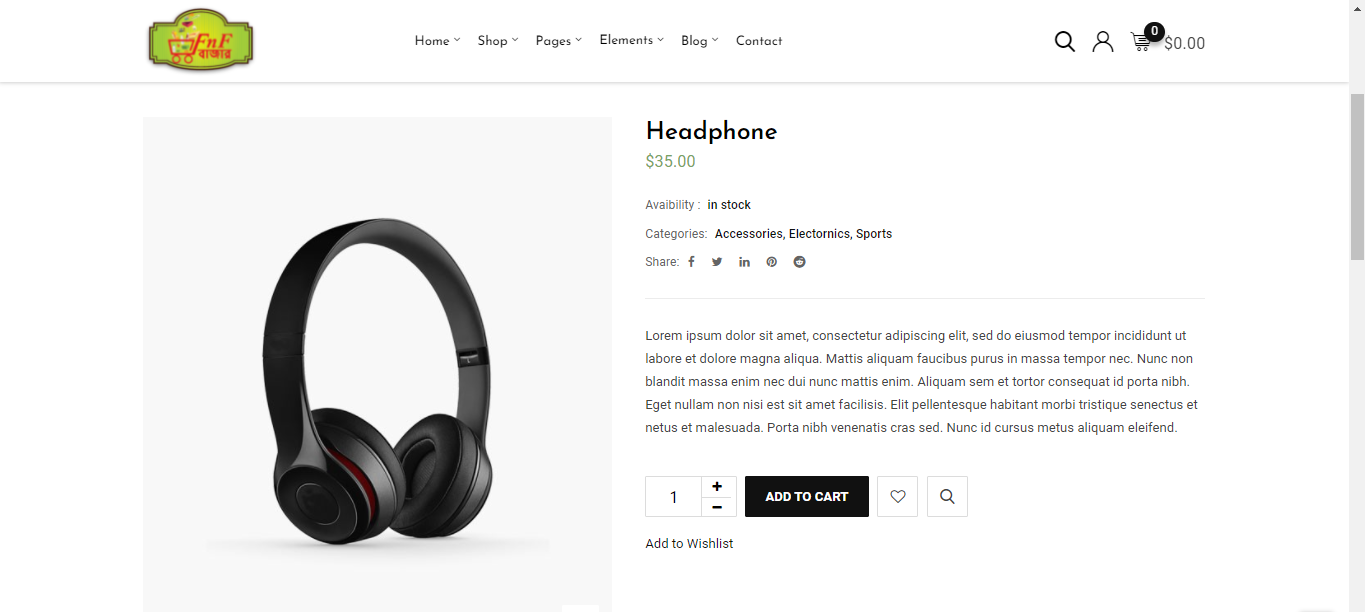 FnF
বাজার
Home Shop Pages Elements Blog Contact
0
$0.00
Headphone
$35.00
Avaibility : in stock
Categories: Accessories, Electornics, Sports
Share:
Lorem ipsum dolor sit amet, consectetur adipiscing elit, sed do eiusmod tempor incididunt ut
labore et dolore magna aliqua. Mattis aliquam faucibus purus in massa tempor nec. Nunc non
blandit massa enim nec dui nunc mattis enim. Aliquam sem et tortor consequat id porta nibh.
Eget nullam non nisi est sit amet facilisis. Elit pellentesque habitant morbi tristique senectus et
netus et malesuada. Porta nibh venenatis cras sed. Nunc id cursus metus aliquam eleifend.
1 + −
ADD TO CART
Add to Wishlist